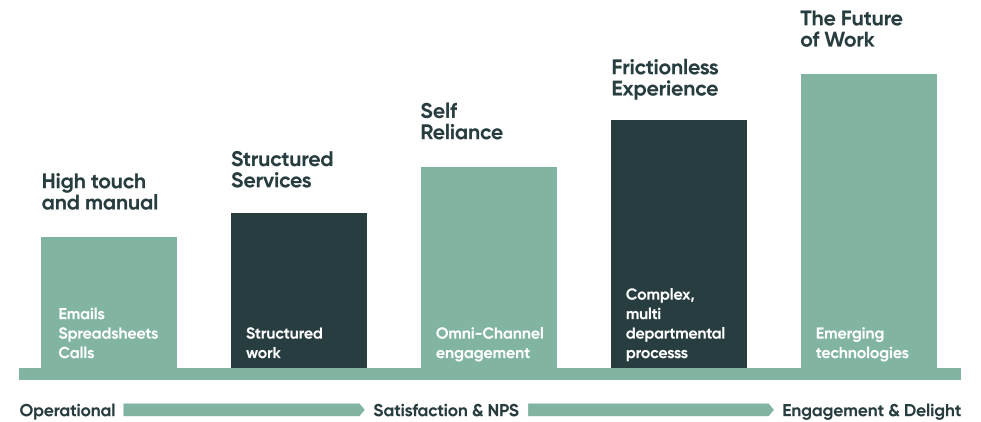 High touch
and manual
Emails
Spreadsheets
Calls
Structured
Services
Structured
work
Self
Reliance
Omni-Channel
engagement
Frictionless
Experience
Complex,
multi
departmental
processs
The Future
of Work
Emerging
technologies
Operational
Satisfaction & NPS
Engagement & Delight